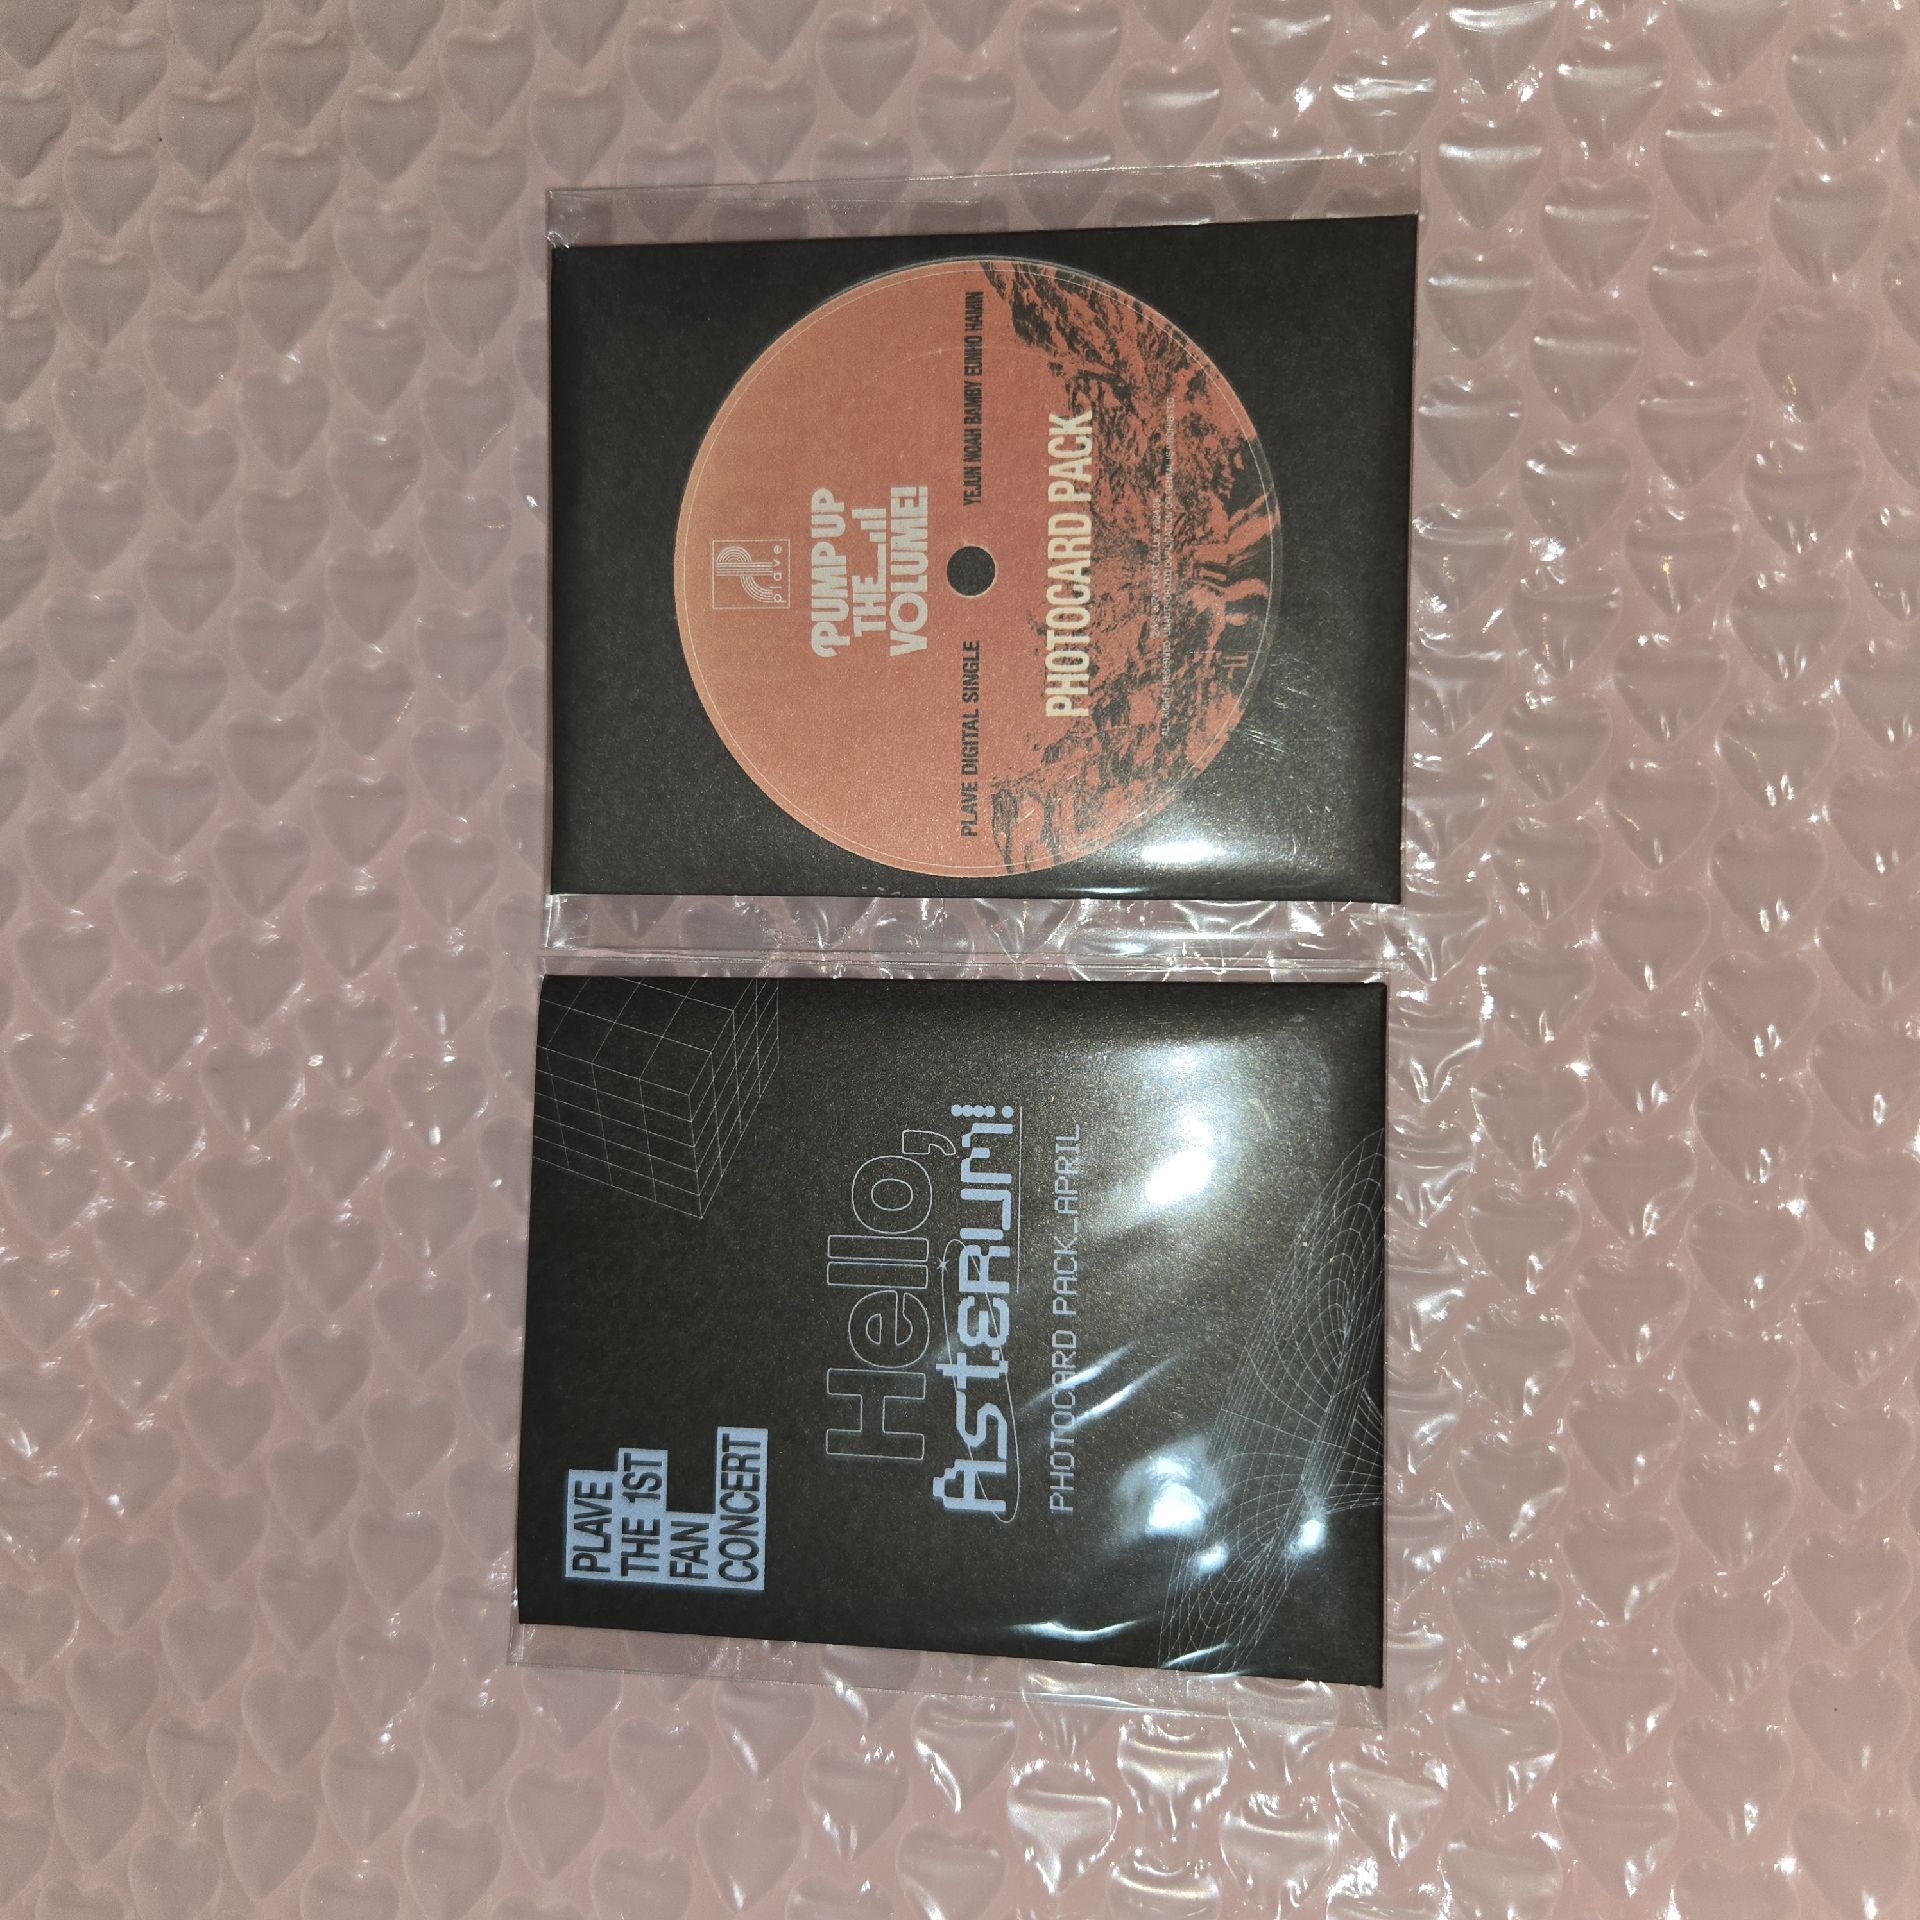 PLAVE
THE 1ST
FAN
CONCERT
Hello,
Asterum!
PHOTOCARD PACK_APRIL
plave
PUMP UP
THE
VOLUME!
PLAVE DIGITAL SINGLE
YEJUN NOAH BAMBY EUNHO HAMIN
PHOTOCARD PACK